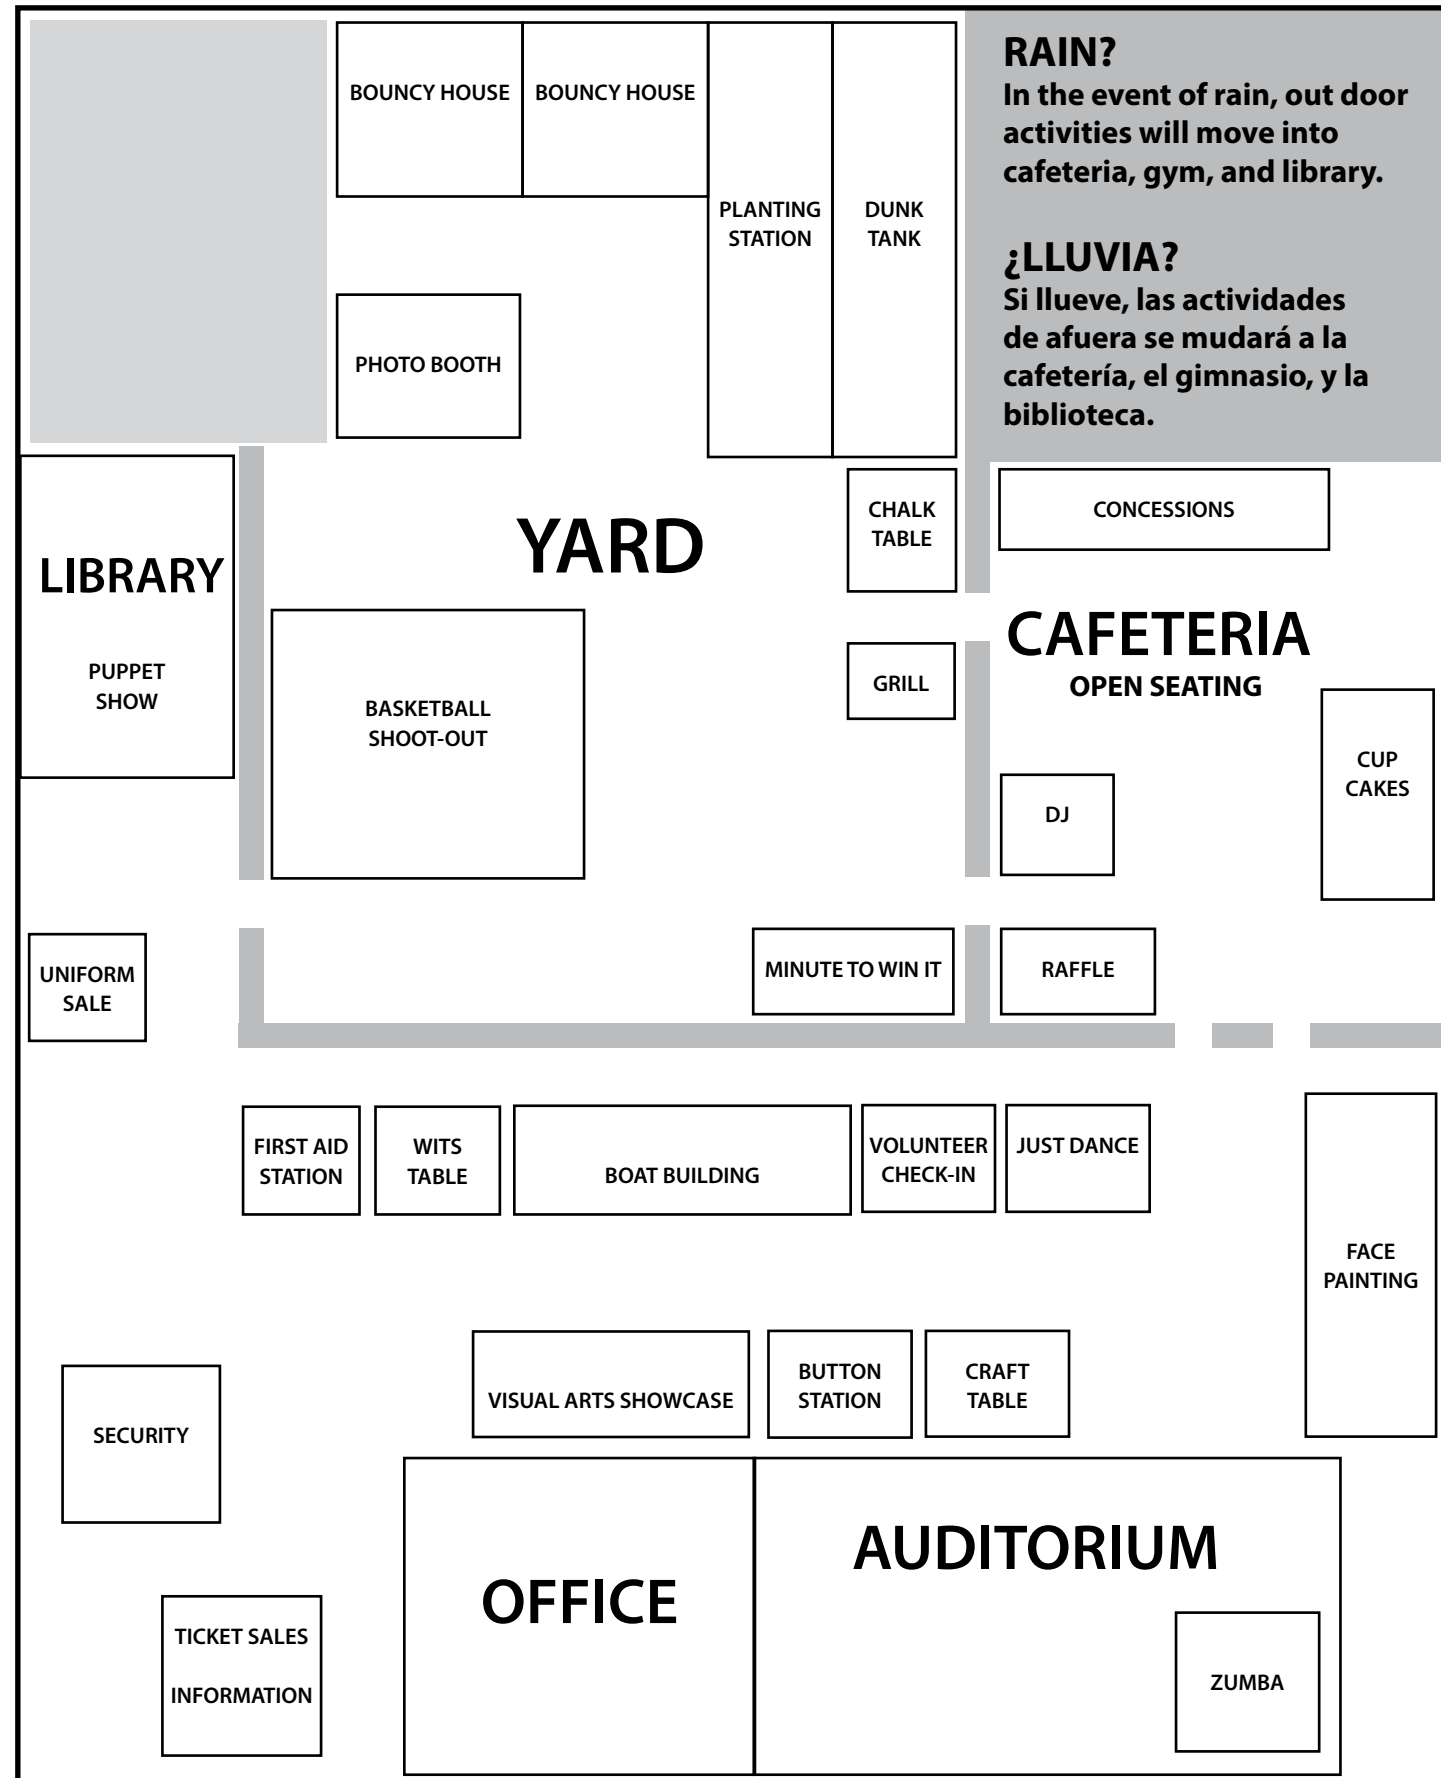 BOUNCY HOUSE
BOUNCY HOUSE
PLANTING
STATION
DUNK
TANK
RAIN?
In the event of rain, out door
activities will move into
cafeteria, gym, and library.
¿LLUVIA?
Si llueve, las actividades
de afuera se mudará a la
cafetería, el gimnasio, y la
biblioteca.
PHOTO BOOTH
LIBRARY
PUPPET
SHOW
YARD
CHALK
TABLE
CONCESSIONS
CAFETERIA
OPEN SEATING
GRILL
BASKETBALL
SHOOT-OUT
CUP
CAKES
DJ
UNIFORM
SALE
MINUTE TO WIN IT
RAFFLE
FIRST AID
STATION
WITS
TABLE
BOAT BUILDING
VOLUNTEER
CHECK-IN
JUST DANCE
FACE
PAINTING
SECURITY
VISUAL ARTS SHOWCASE
BUTTON
STATION
CRAFT
TABLE
OFFICE
AUDITORIUM
TICKET SALES
INFORMATION
ZUMBA